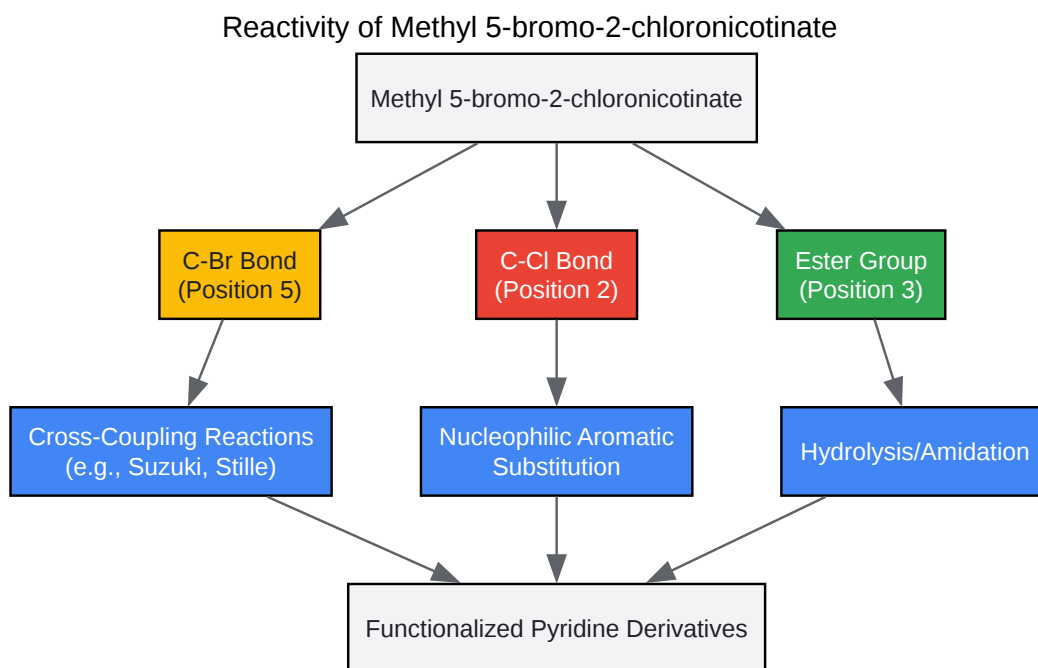 Reactivity of Methyl 5-bromo-2-chloronicotinate
Methyl 5-bromo-2-chloronicotinate
C-Br Bond
(Position 5)
C-Cl Bond
(Position 2)
Ester Group
(Position 3)
Cross-Coupling Reactions
(e.g., Suzuki, Stille)
Nucleophilic Aromatic
Substitution
Hydrolysis/Amidation
Functionalized Pyridine Derivatives